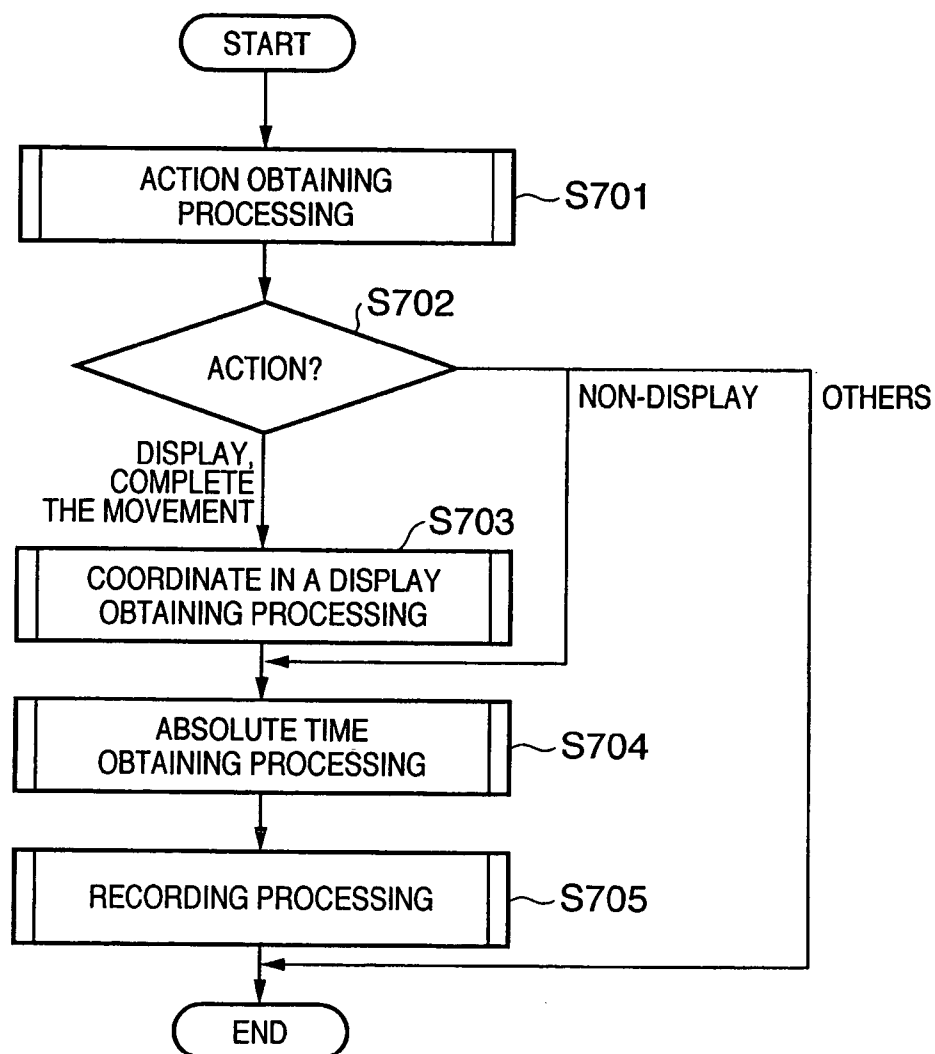 START
ACTION OBTAINING
PROCESSING
S701
S702
ACTION?
NON-DISPLAY
OTHERS
DISPLAY,
COMPLETE
THE MOVEMENT
S703
COORDINATE IN A DISPLAY
OBTAINING PROCESSING
ABSOLUTE TIME
OBTAINING PROCESSING
S704
RECORDING PROCESSING
S705
END